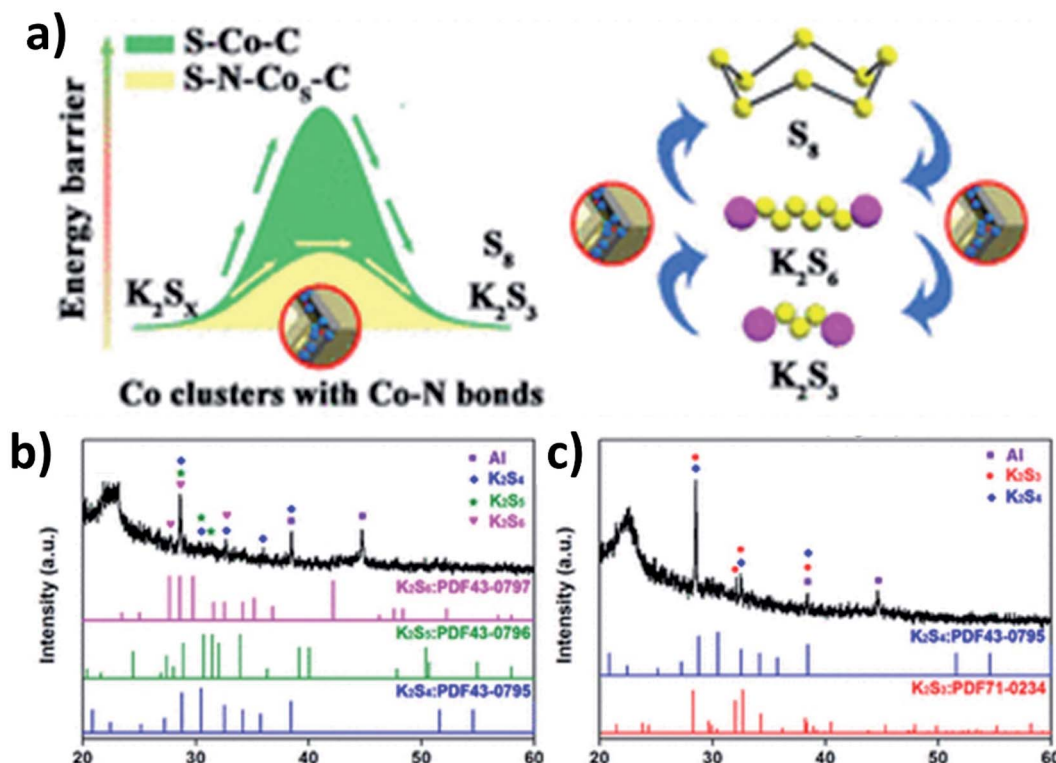 a)
S-Co-C
S-N-Coₛ-C
Energy barrier
K₂Sₓ
S₈
K₂S₃
Co clusters with Co-N bonds
S₈
K₂S₆
K₂S₃
b)
Al
K₂S₄
K₂S₅
K₂S₆
K₂S₆:PDF43-0797
K₂S₅:PDF43-0796
K₂S₄:PDF43-0795
Intensity (a.u.)
20 30 40 50 60
c)
Al
K₂S₃
K₂S₄
K₂S₄:PDF43-0795
K₂S₃:PDF71-0234
Intensity (a.u.)
20 30 40 50 60